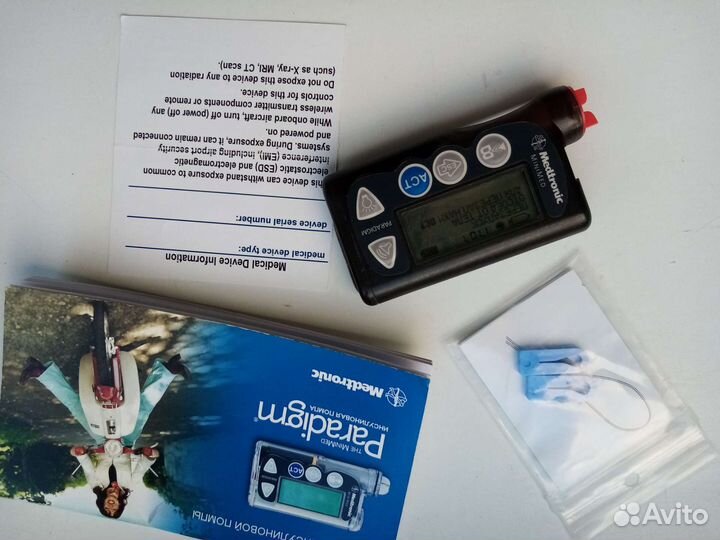 Medical Device Information
medical device type:
device serial number:
This device can withstand exposure to common
electrostatic (ESD) and electromagnetic
interference (EMI), including airport security
systems. During exposure, it can remain connected
and powered on.
While onboard aircraft, turn off (power off) any
wireless transmitter components or remote
controls for this device.
Do not expose this device to any radiation
(such as X-ray, MRI, CT scan).
Medtronic
MINIMED
PARADIGM
ACT
B
Medtronic
THE MINIMED
Paradigm®
ИНСУЛИНОВАЯ ПОМПА
ACT
ИНСУЛИНОВОЙ ПОМПЫ
Avito